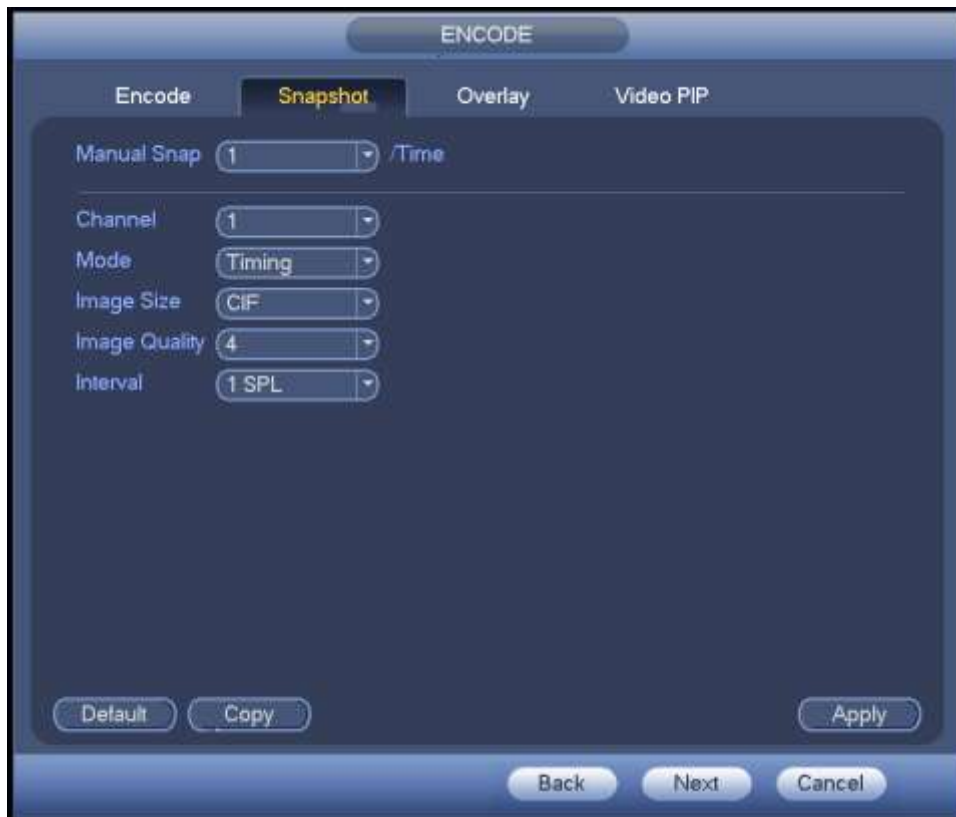 ENCODE
Encode Snapshot Overlay Video PIP
Manual Snap 1 /Time
Channel 1
Mode Timing
Image Size CIF
Image Quality 4
Interval 1 SPL
Default Copy Apply
Back Next Cancel